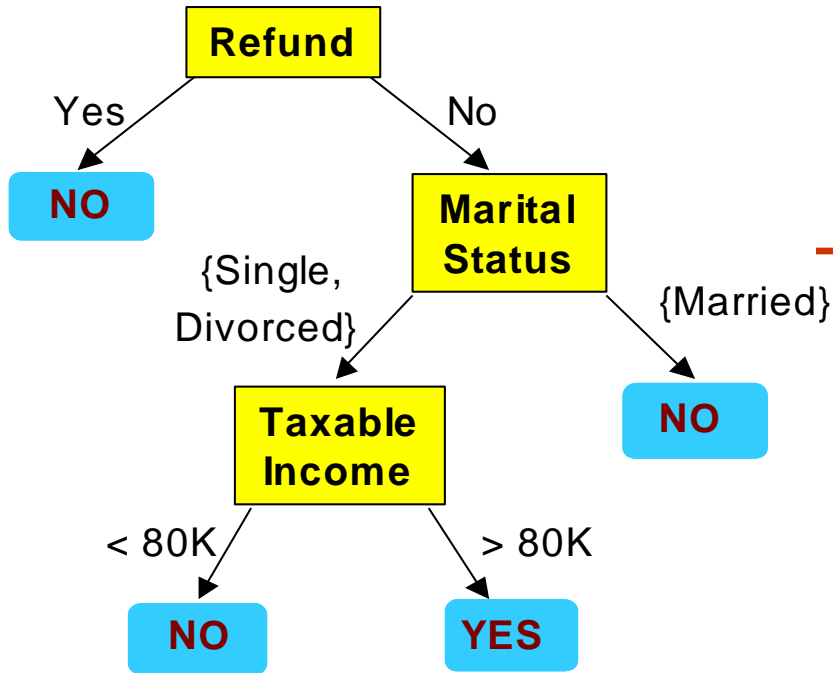 Refund
Yes
No
NO
Marital
Status
{Single,
Divorced}
{Married}
Taxable
Income
NO
< 80K
> 80K
NO
YES